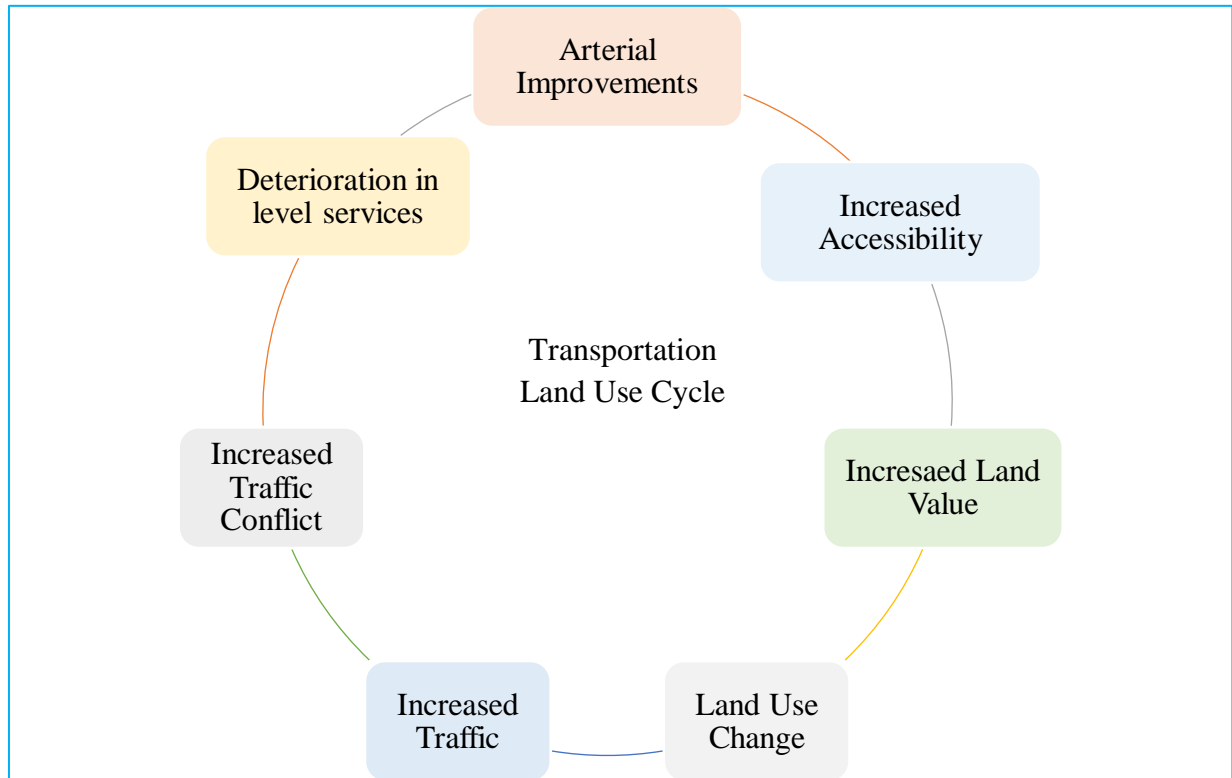 Arterial
Improvements
Increased
Accessibility
Incresaed Land
Value
Land Use
Change
Increased
Traffic
Increased
Traffic
Conflict
Deterioration in
level services
Transportation
Land Use Cycle